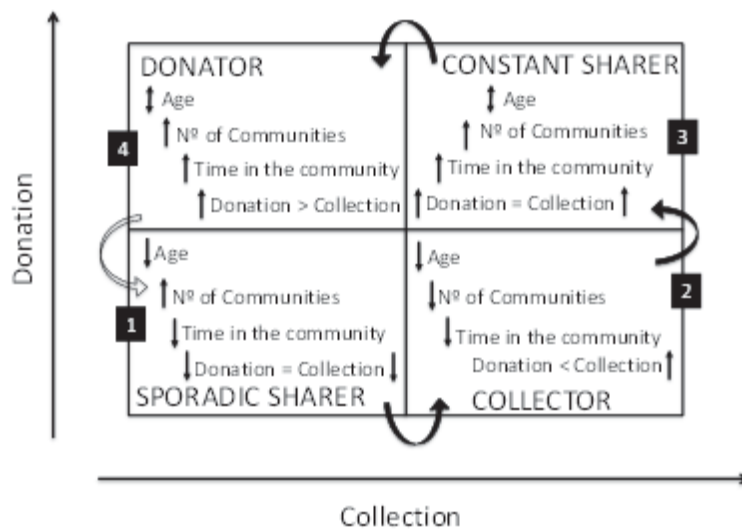 DONATOR
Age
Nº of Communities
Time in the community
Donation > Collection
4
CONSTANT SHARER
Age
Nº of Communities
Time in the community
Donation = Collection
3
Age
Nº of Communities
Time in the community
Donation = Collection
SPORADIC SHARER
1
Age
Nº of Communities
Time in the community
Donation < Collection
COLLECTOR
2
Donation
Collection